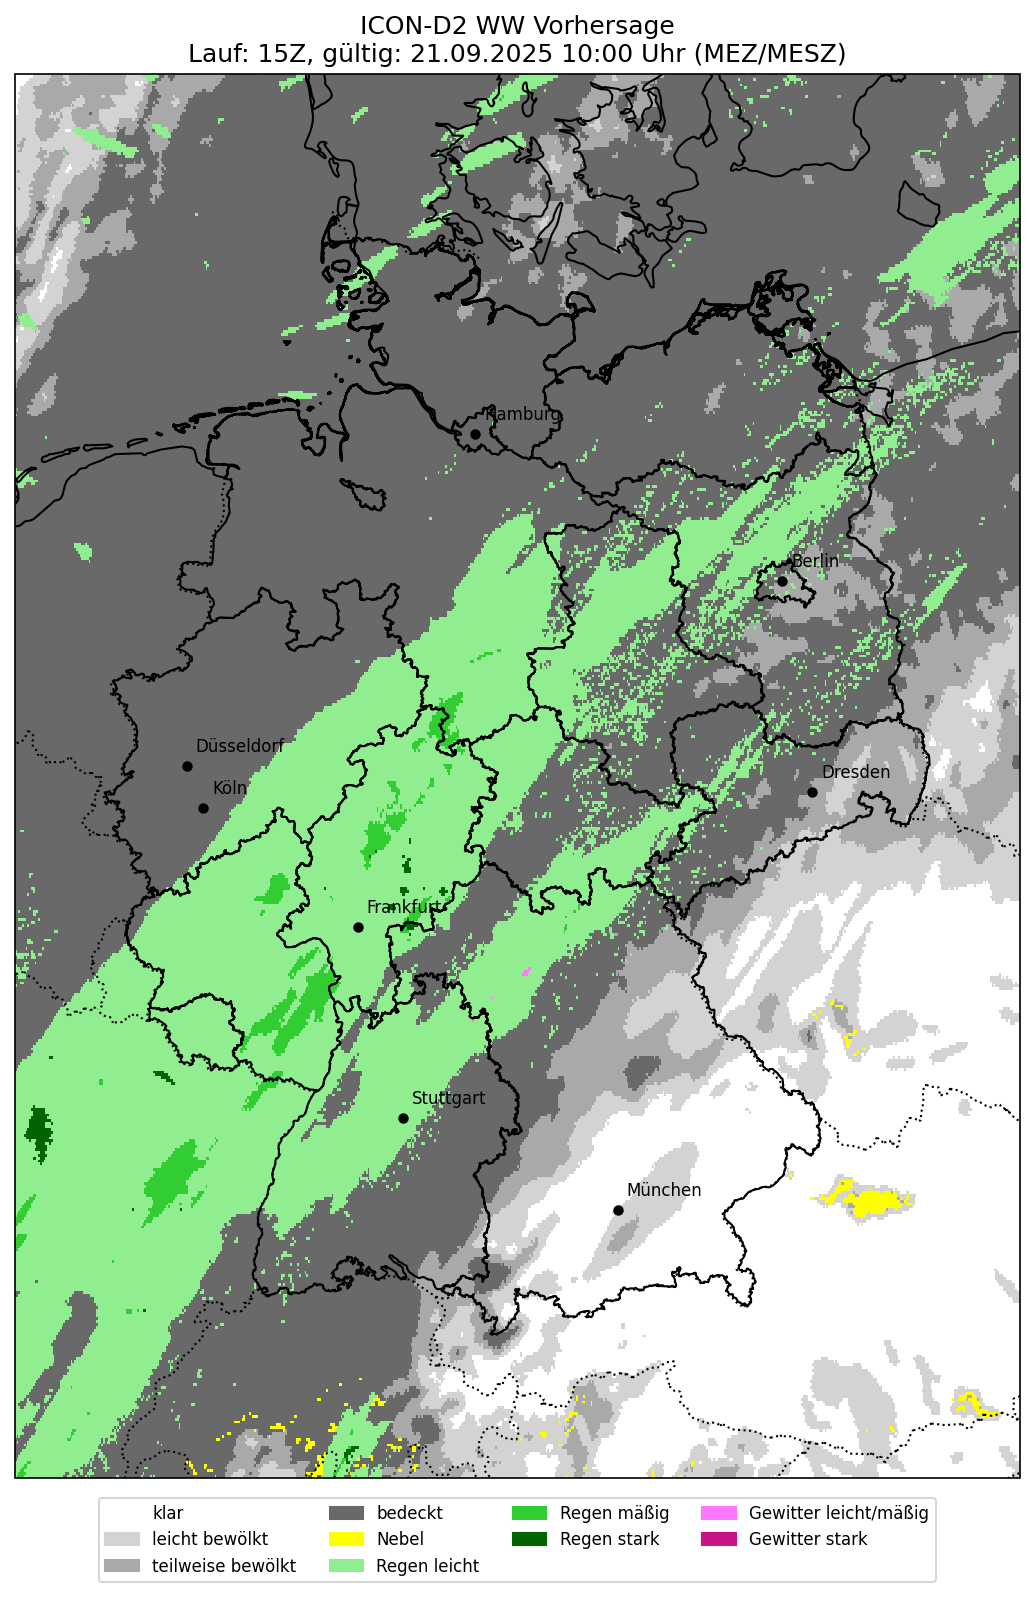 ICON-D2 WW Vorhersage
Lauf: 15Z, gültig: 21.09.2025 10:00 Uhr (MEZ/MESZ)
Hamburg
Berlin
Düsseldorf
Dresden
Köln
Frankfurt
Stuttgart
München
klar
leicht bewölkt
teilweise bewölkt
bedeckt
Nebel
Regen leicht
Regen mäßig
Regen stark
Gewitter leicht/mäßig
Gewitter stark